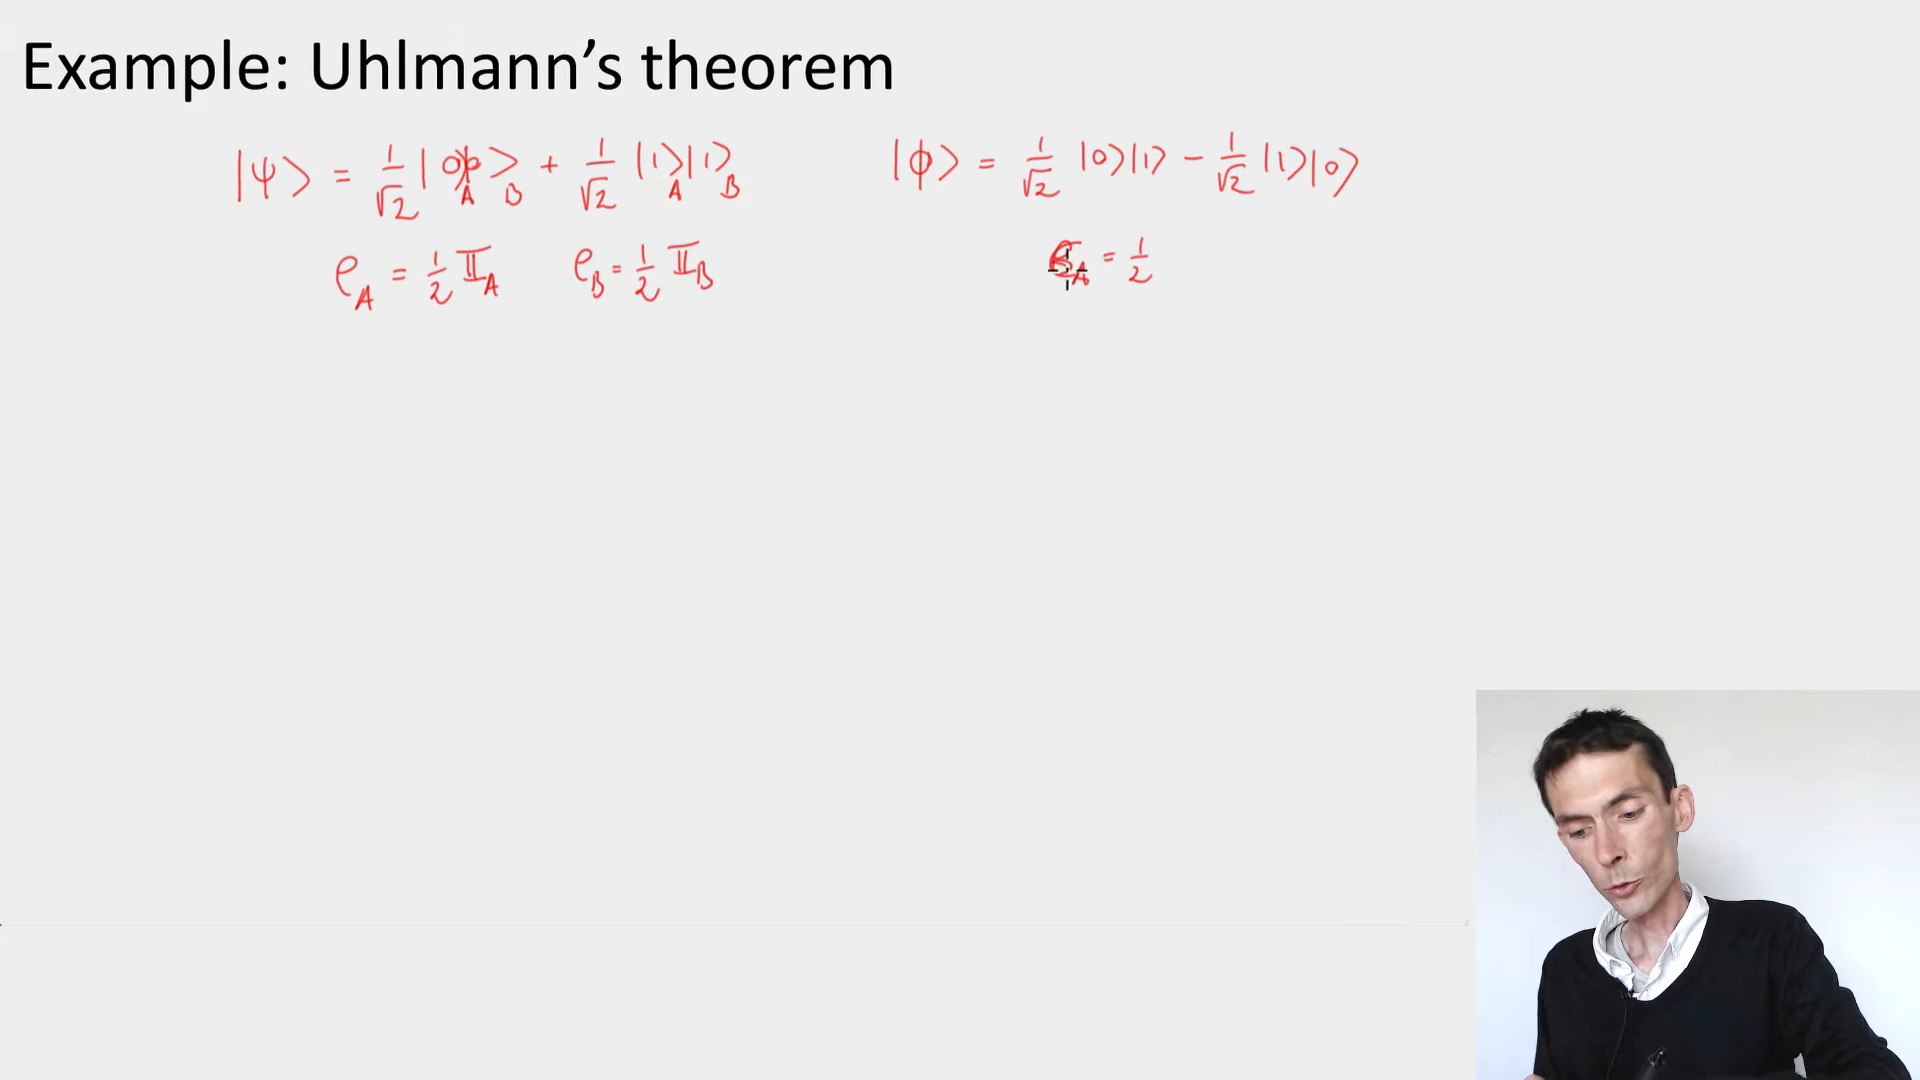 Example: Uhlmann's theorem
|ψ> = 1/√2 |0>_A|0>_B + 1/√2 |1>_A|1>_B |ϕ> = 1/√2 |0>|1> − 1/√2 |1>|0>
ρ_A = 1/2 𝕀_A ρ_B = 1/2 𝕀_B σ_A = 1/2